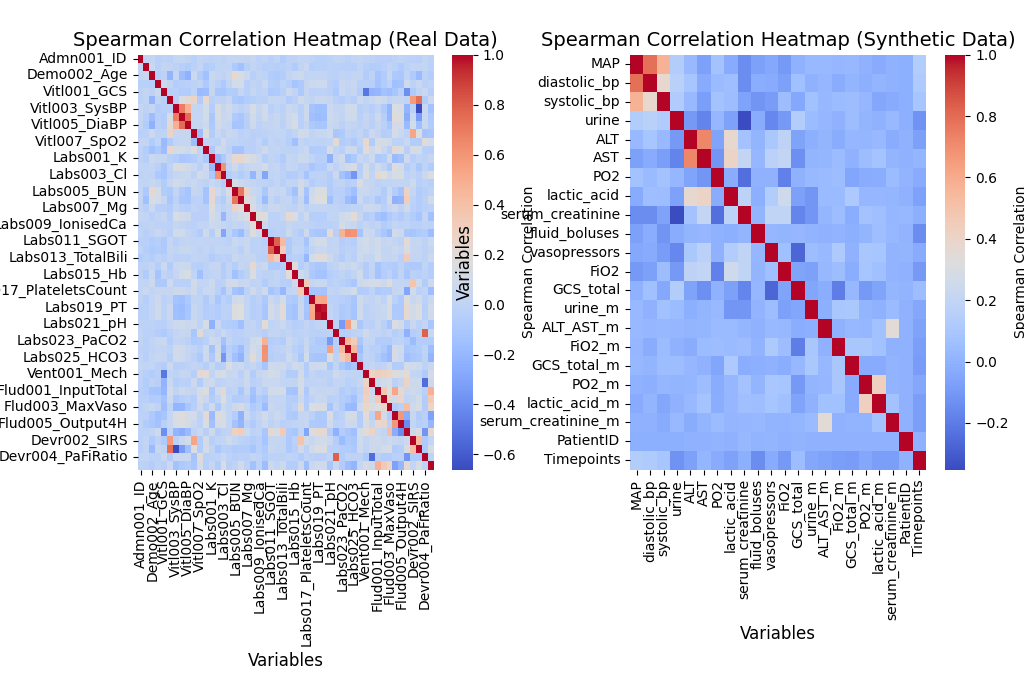 Spearman Correlation Heatmap (Real Data)
Admn001_ID
Demo002_Age
Vitl001_GCS
Vitl003_SysBP
Vitl005_DiaBP
Vitl007_SpO2
Labs001_K
Labs003_Cl
Labs005_BUN
Labs007_Mg
Labs009_IonisedCa
Labs011_SGOT
Labs013_TotalBili
Labs015_Hb
017_PlateletsCount
Labs019_PT
Labs021_pH
Labs023_PaCO2
Labs025_HCO3
Vent001_Mech
Flud001_InputTotal
Flud003_MaxVaso
Flud005_Output4H
Devr002_SIRS
Devr004_PaFiRatio
Admn001_ID
Demo002_Age
Vitl001_GCS
Vitl003_SysBP
Vitl005_DiaBP
Vitl007_SpO2
Labs001_K
Labs003_Cl
Labs005_BUN
Labs007_Mg
Labs009_IonisedCa
Labs011_SGOT
Labs013_TotalBili
Labs015_Hb
Labs017_PlateletsCount
Labs019_PT
Labs021_pH
Labs023_PaCO2
Labs025_HCO3
Vent001_Mech
Flud001_InputTotal
Flud003_MaxVaso
Flud005_Output4H
Devr002_SIRS
Devr004_PaFiRatio
Variables
1.0
0.8
0.6
0.4
0.2
0.0
−0.2
−0.4
−0.6
Spearman Correlation
Spearman Correlation Heatmap (Synthetic Data)
Variables
MAP
diastolic_bp
systolic_bp
urine
ALT
AST
PO2
lactic_acid
serum_creatinine
fluid_boluses
vasopressors
FiO2
GCS_total
urine_m
ALT_AST_m
FiO2_m
GCS_total_m
PO2_m
lactic_acid_m
serum_creatinine_m
PatientID
Timepoints
MAP
diastolic_bp
systolic_bp
urine
ALT
AST
PO2
lactic_acid
serum_creatinine
fluid_boluses
vasopressors
FiO2
GCS_total
urine_m
ALT_AST_m
FiO2_m
GCS_total_m
PO2_m
lactic_acid_m
serum_creatinine_m
PatientID
Timepoints
Variables
1.0
0.8
0.6
0.4
0.2
0.0
−0.2
Spearman Correlation